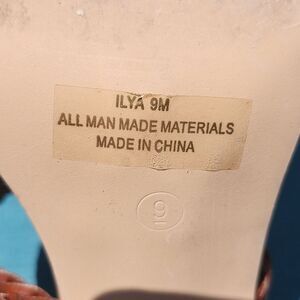 ILYA 9M
ALL MAN MADE MATERIALS
MADE IN CHINA
9